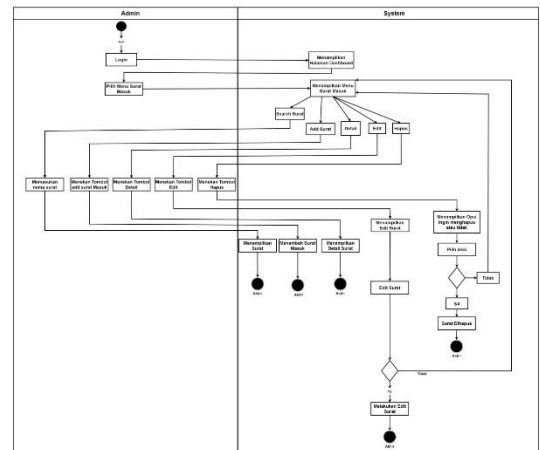 Admin
System
Login
Menampilkan
Halaman Dashboard
Pilih Menu Surat
Masuk
Menampilkan Menu
Surat Masuk
Search Surat
Add Surat
Detail
Edit
Hapus
Memasukan
nama surat
Menekan Tombol
add surat Masuk
Menekan Tombol
Detail
Menekan Tombol
Edit
Menekan Tombol
Hapus
Menampilkan
Surat
Menambah Surat
Masuk
Menampilkan
Detail Surat
Menampilkan
Edit Surat
Menampilkan Opsi
ingin menghapus
atau tidak
Pilih opsi
Tidak
Surat Dihapus
Edit Surat
Melakukan Edit
Surat